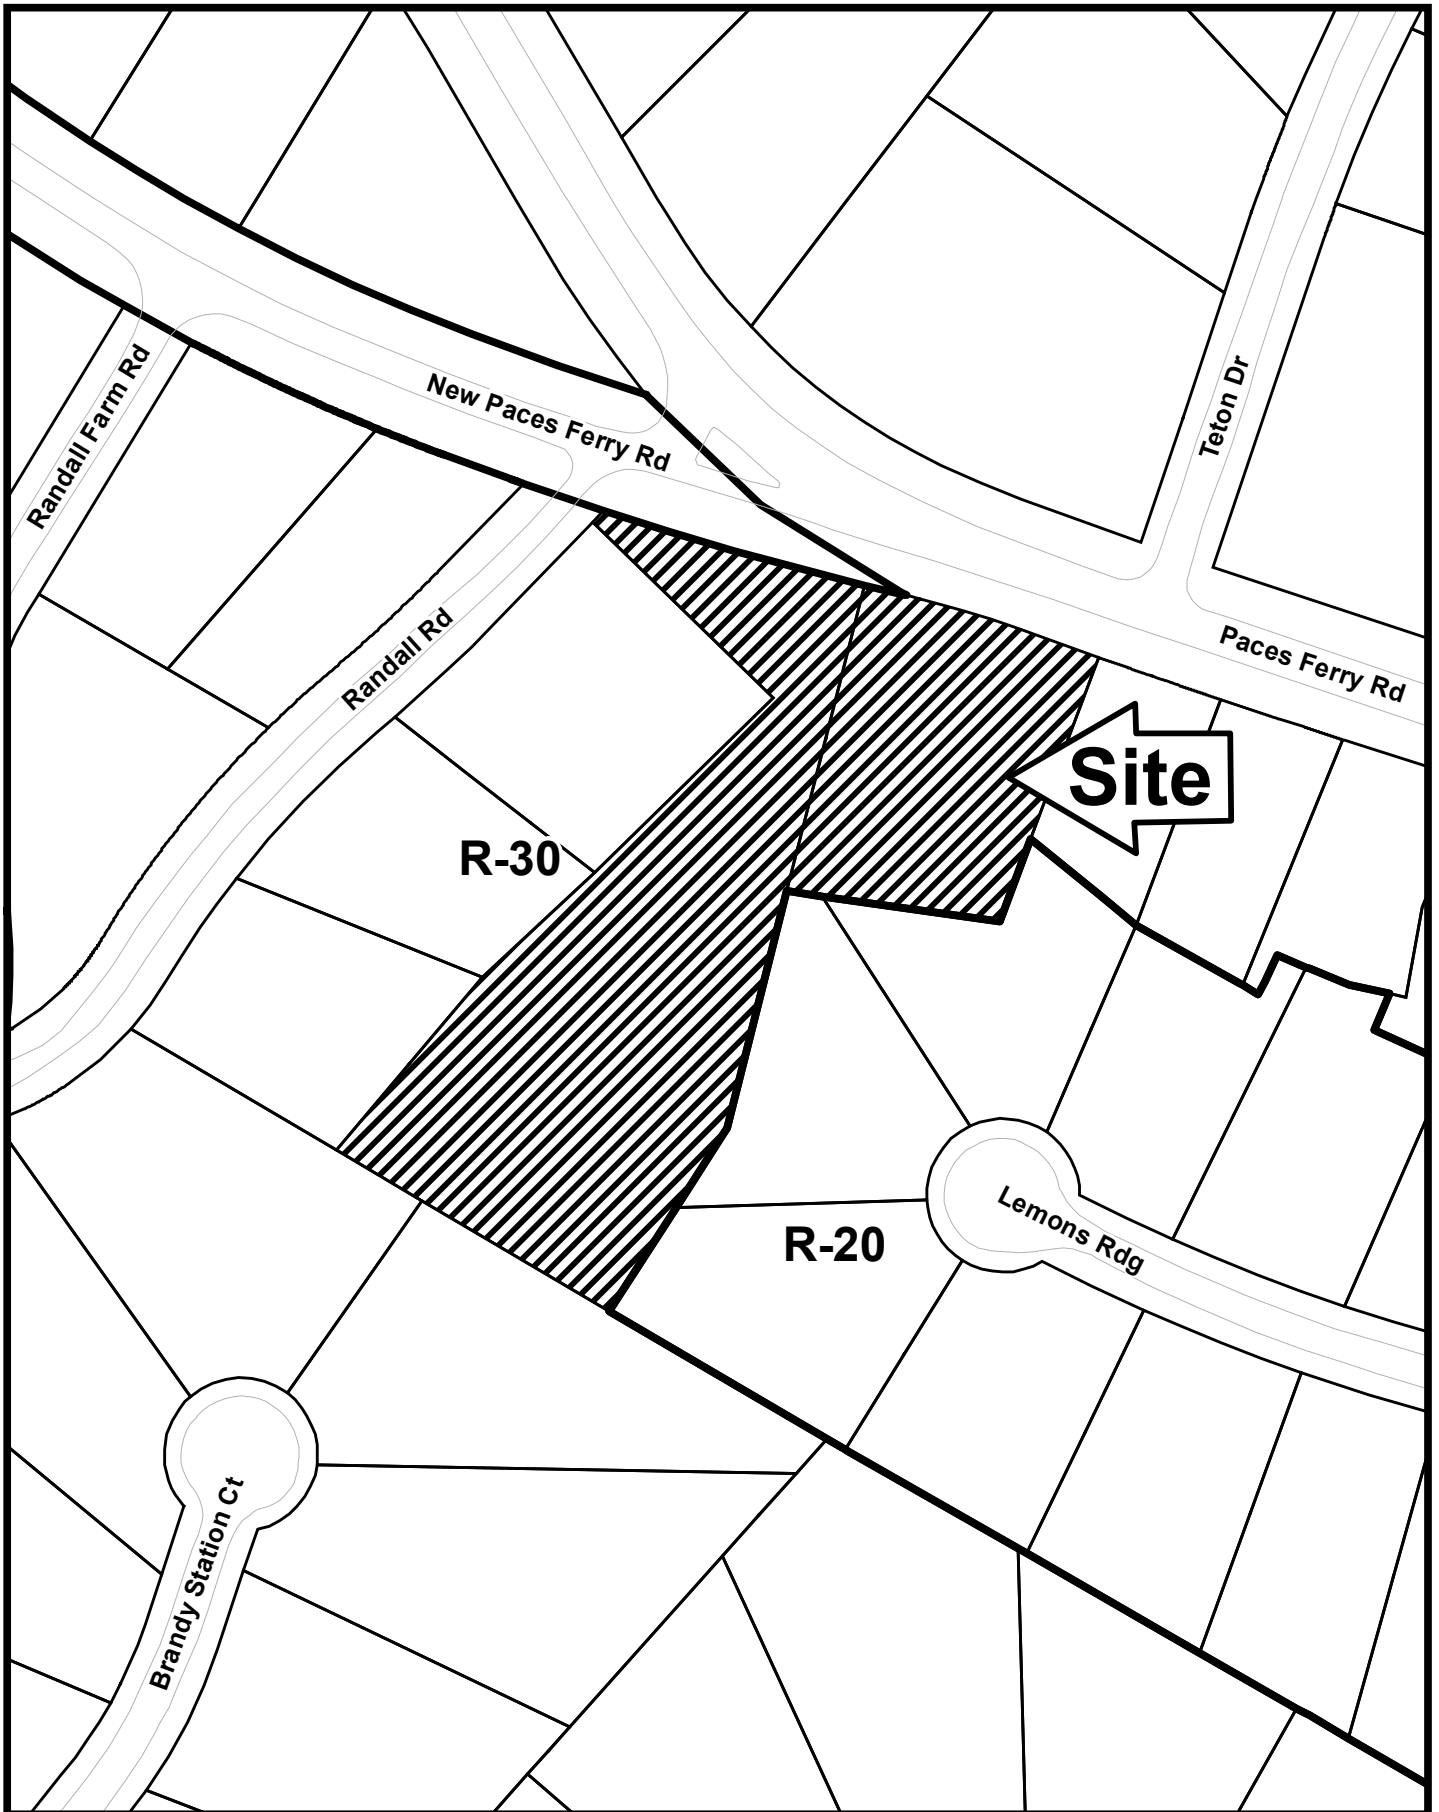 Randall Farm Rd
New Paces Ferry Rd
Teton Dr
Randall Rd
Paces Ferry Rd
Site
R-30
Lemons Rdg
R-20
Brandy Station Ct